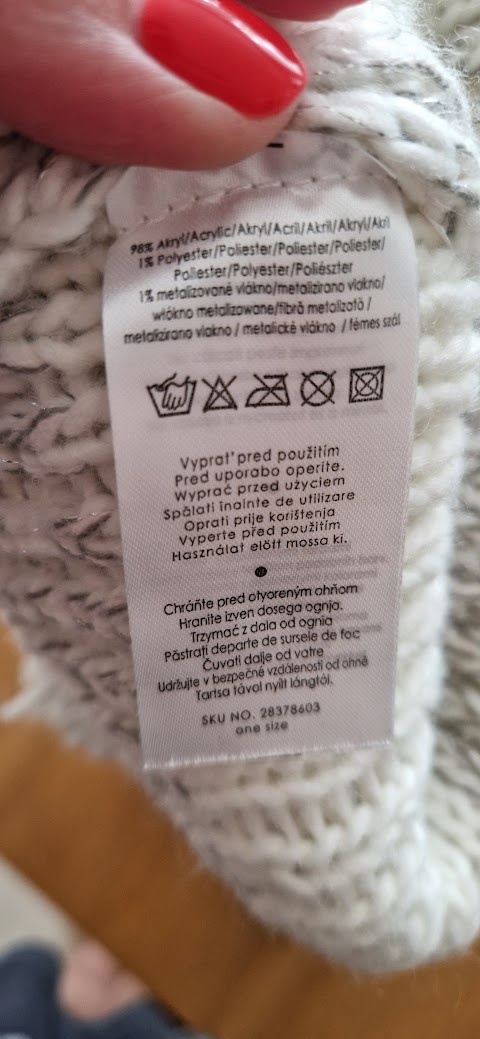 98% Akryl/Acrylic/Akryl/Acril/Akril/Akryl/Akril
1% Polyester/Poliester/Poliester/Poliester/
Poliester/Polyester/Poliészter
1% metalizované vlákno/metalizirano vlakno/
włókno metalizowane/fibră metalizată /
metalizirano vlakno / metalické vlákno / fémes szál
Vyprať pred použitím
Pred uporabo operite.
Wyprać przed użyciem
Spălati înainte de utilizare
Oprati prije korištenja
Vyperte před použitím
Használat előtt mossa ki.
Chráňte pred otvoreným ohňom
Hranite izven dosega ognja.
Trzymać z dala od ognia
Păstrati departe de sursele de foc
Čuvati dalje od vatre
Udržujte v bezpečné vzdálenosti od ohně
Tartsa távol nyílt lángtól.
SKU NO. 28378603
one size